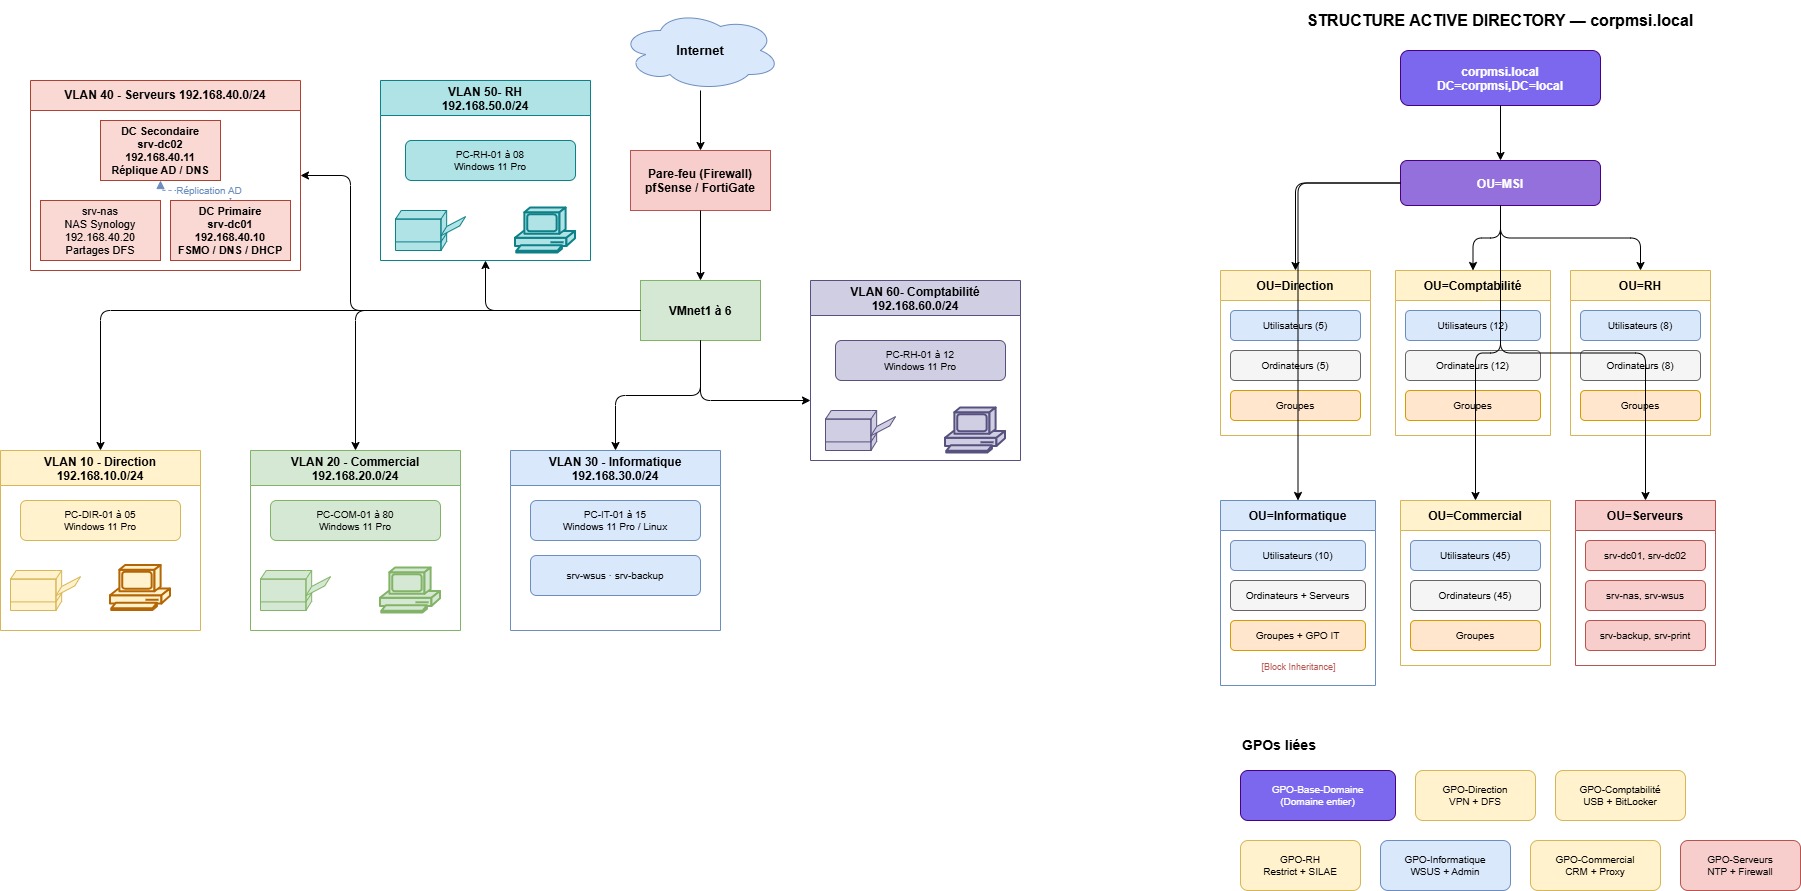 Internet
VLAN 40 - Serveurs 192.168.40.0/24
DC Secondaire
srv-dc02
192.168.40.11
Réplique AD / DNS
Réplication AD
srv-nas
NAS Synology
192.168.40.20
Partages DFS
DC Primaire
srv-dc01
192.168.40.10
FSMO / DNS / DHCP
VLAN 50- RH
192.168.50.0/24
PC-RH-01 à 08
Windows 11 Pro
Pare-feu (Firewall)
pfSense / FortiGate
VMnet1 à 6
VLAN 60- Comptabilité
192.168.60.0/24
PC-RH-01 à 12
Windows 11 Pro
VLAN 10 - Direction
192.168.10.0/24
PC-DIR-01 à 05
Windows 11 Pro
VLAN 20 - Commercial
192.168.20.0/24
PC-COM-01 à 80
Windows 11 Pro
VLAN 30 - Informatique
192.168.30.0/24
PC-IT-01 à 15
Windows 11 Pro / Linux
srv-wsus · srv-backup
STRUCTURE ACTIVE DIRECTORY — corpmsi.local
corpmsi.local
DC=corpmsi,DC=local
OU=MSI
OU=Direction
Utilisateurs (5)
Ordinateurs (5)
Groupes
OU=Comptabilité
Utilisateurs (12)
Ordinateurs (12)
Groupes
OU=RH
Utilisateurs (8)
Ordinateurs (8)
Groupes
OU=Informatique
Utilisateurs (10)
Ordinateurs + Serveurs
Groupes + GPO IT
[Block Inheritance]
OU=Commercial
Utilisateurs (45)
Ordinateurs (45)
Groupes
OU=Serveurs
srv-dc01, srv-dc02
srv-nas, srv-wsus
srv-backup, srv-print
GPOs liées
GPO-Base-Domaine
(Domaine entier)
GPO-Direction
VPN + DFS
GPO-Comptabilité
USB + BitLocker
GPO-RH
Restrict + SILAE
GPO-Informatique
WSUS + Admin
GPO-Commercial
CRM + Proxy
GPO-Serveurs
NTP + Firewall